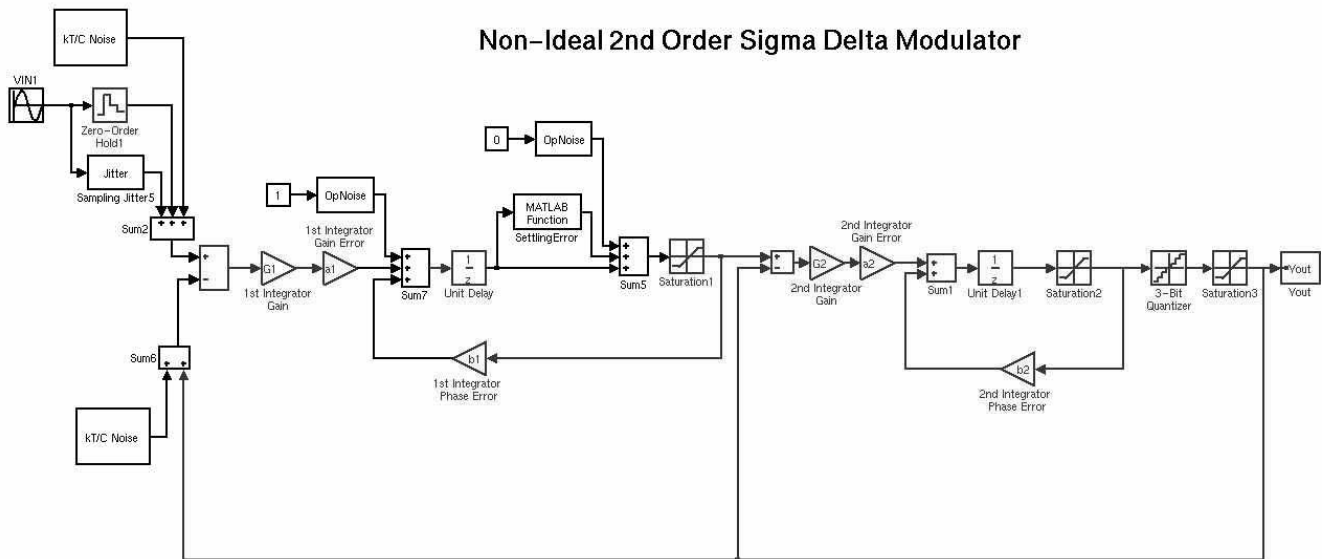 Non-Ideal 2nd Order Sigma Delta Modulator
kT/C Noise
VIN1
Zero-Order
Hold1
Jitter
Sampling Jitter5
Sum2
+ + +
+
−
G1
1st Integrator
Gain
a1
1st Integrator
Gain Error
1
OpNoise
+
+
+
Sum7
1
z
Unit Delay
0
OpNoise
MATLAB
Function
SettlingError
+
+
+
Sum5
Saturation1
b1
1st Integrator
Phase Error
+
−
G2
2nd Integrator
Gain
a2
2nd Integrator
Gain Error
+
+
Sum1
1
z
Unit Delay1
Saturation2
3-Bit
Quantizer
Saturation3
Yout
Yout
b2
2nd Integrator
Phase Error
Sum6
+ +
kT/C Noise